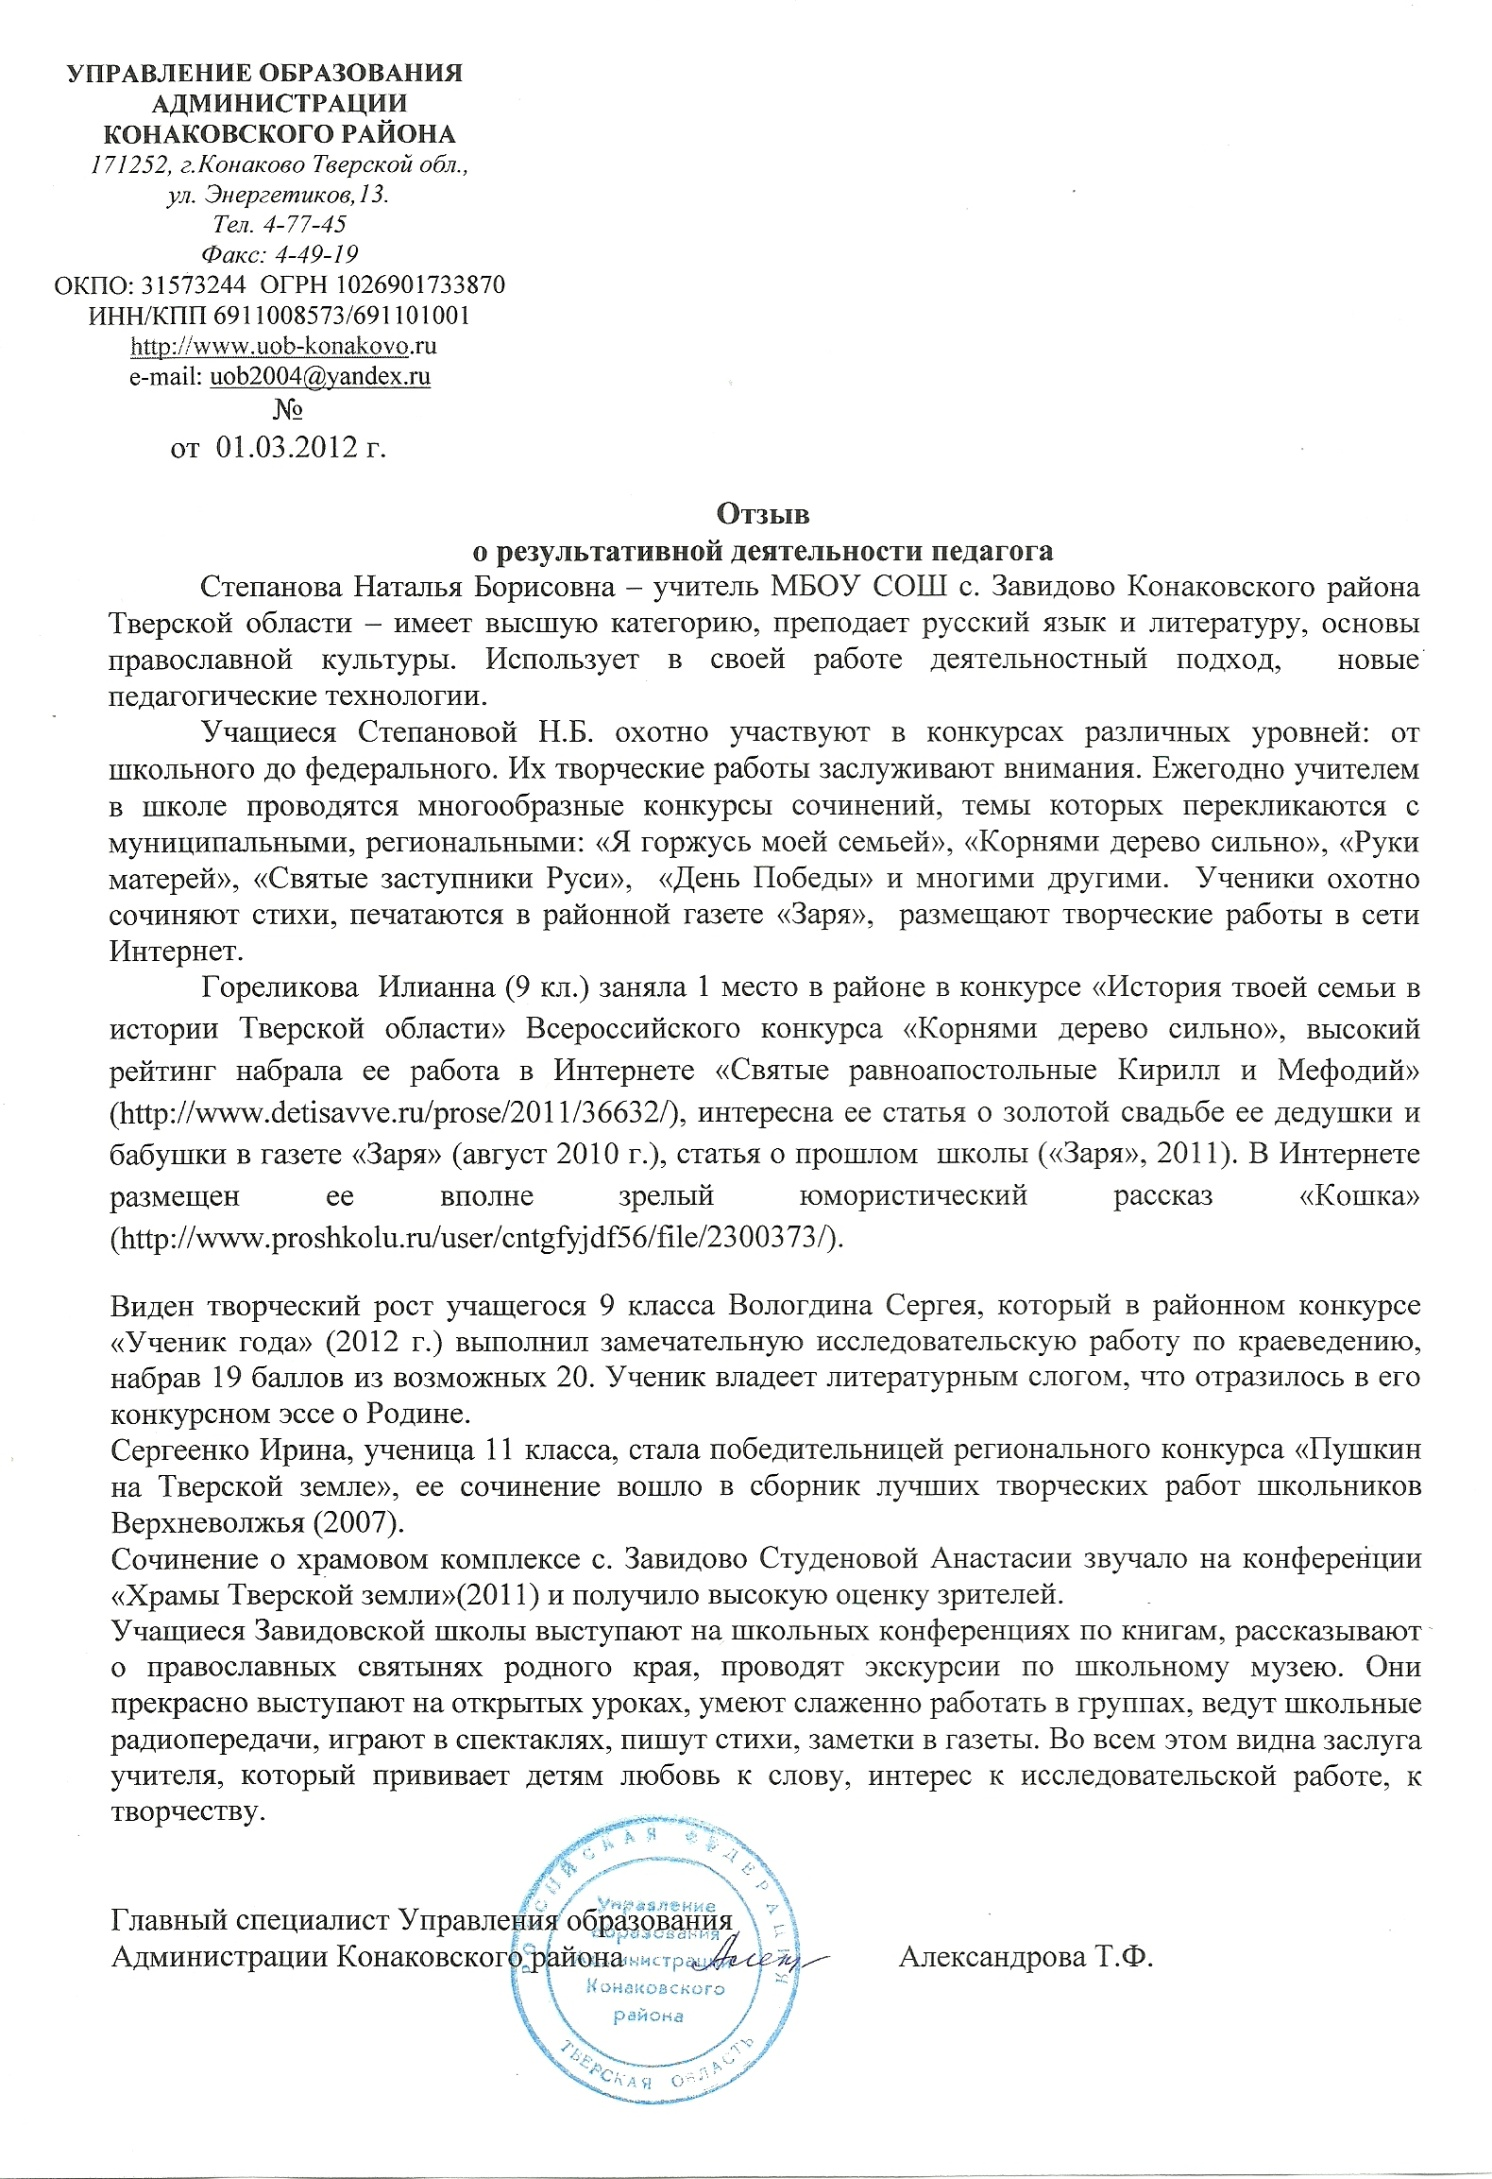 УПРАВЛЕНИЕ ОБРАЗОВАНИЯ
АДМИНИСТРАЦИИ
КОНАКОВСКОГО РАЙОНА
171252, г.Конаково Тверской обл.,
ул. Энергетиков,13.
Тел. 4-77-45
Факс: 4-49-19
ОКПО: 31573244 ОГРН 1026901733870
ИНН/КПП 6911008573/691101001
http://www.uob-konakovo.ru
e-mail: uob2004@yandex.ru
№
от 01.03.2012 г.
Отзыв
о результативной деятельности педагога
Степанова Наталья Борисовна – учитель МБОУ СОШ с. Завидово Конаковского района
Тверской области – имеет высшую категорию, преподает русский язык и литературу, основы
православной культуры. Использует в своей работе деятельностный подход, новые
педагогические технологии.
Учащиеся Степановой Н.Б. охотно участвуют в конкурсах различных уровней: от
школьного до федерального. Их творческие работы заслуживают внимания. Ежегодно учителем
в школе проводятся многообразные конкурсы сочинений, темы которых перекликаются с
муниципальными, региональными: «Я горжусь моей семьей», «Корнями дерево сильно», «Руки
матерей», «Святые заступники Руси», «День Победы» и многими другими. Ученики охотно
сочиняют стихи, печатаются в районной газете «Заря», размещают творческие работы в сети
Интернет.
Гореликова Илианна (9 кл.) заняла 1 место в районе в конкурсе «История твоей семьи в
истории Тверской области» Всероссийского конкурса «Корнями дерево сильно», высокий
рейтинг набрала ее работа в Интернете «Святые равноапостольные Кирилл и Мефодий»
(http://www.detisavve.ru/prose/2011/36632/), интересна ее статья о золотой свадьбе ее дедушки и
бабушки в газете «Заря» (август 2010 г.), статья о прошлом школы («Заря», 2011). В Интернете
размещен ее вполне зрелый юмористический рассказ «Кошка»
(http://www.proshkolu.ru/user/cntgfyjdf56/file/2300373/).
Виден творческий рост учащегося 9 класса Вологдина Сергея, который в районном конкурсе
«Ученик года» (2012 г.) выполнил замечательную исследовательскую работу по краеведению,
набрав 19 баллов из возможных 20. Ученик владеет литературным слогом, что отразилось в его
конкурсном эссе о Родине.
Сергеенко Ирина, ученица 11 класса, стала победительницей регионального конкурса «Пушкин
на Тверской земле», ее сочинение вошло в сборник лучших творческих работ школьников
Верхневолжья (2007).
Сочинение о храмовом комплексе с. Завидово Студеновой Анастасии звучало на конференции
«Храмы Тверской земли»(2011) и получило высокую оценку зрителей.
Учащиеся Завидовской школы выступают на школьных конференциях по книгам, рассказывают
о православных святынях родного края, проводят экскурсии по школьному музею. Они
прекрасно выступают на открытых уроках, умеют слаженно работать в группах, ведут школьные
радиопередачи, играют в спектаклях, пишут стихи, заметки в газеты. Во всем этом видна заслуга
учителя, который прививает детям любовь к слову, интерес к исследовательской работе, к
творчеству.
Главный специалист Управления образования
Администрации Конаковского района Александрова Т.Ф.
РОССИЙСКАЯ ФЕДЕРАЦИЯ
Управление
образования
Администрации
Конаковского
района
ТВЕРСКАЯ ОБЛАСТЬ